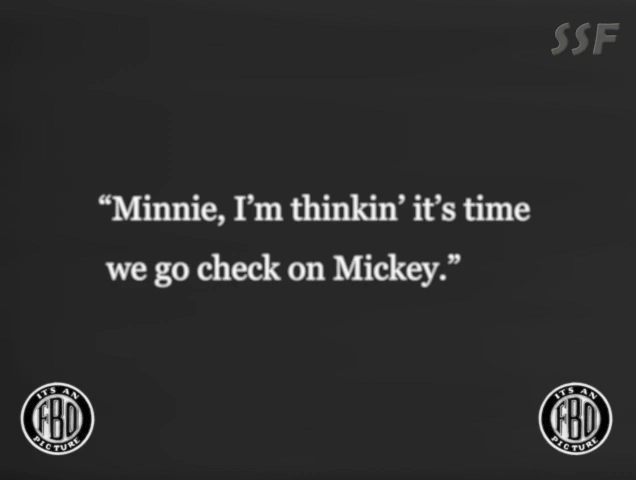 SSF
“Minnie, I’m thinkin’ it’s time
we go check on Mickey.”
ITS AN
FBO
PICTURE
ITS AN
FBO
PICTURE